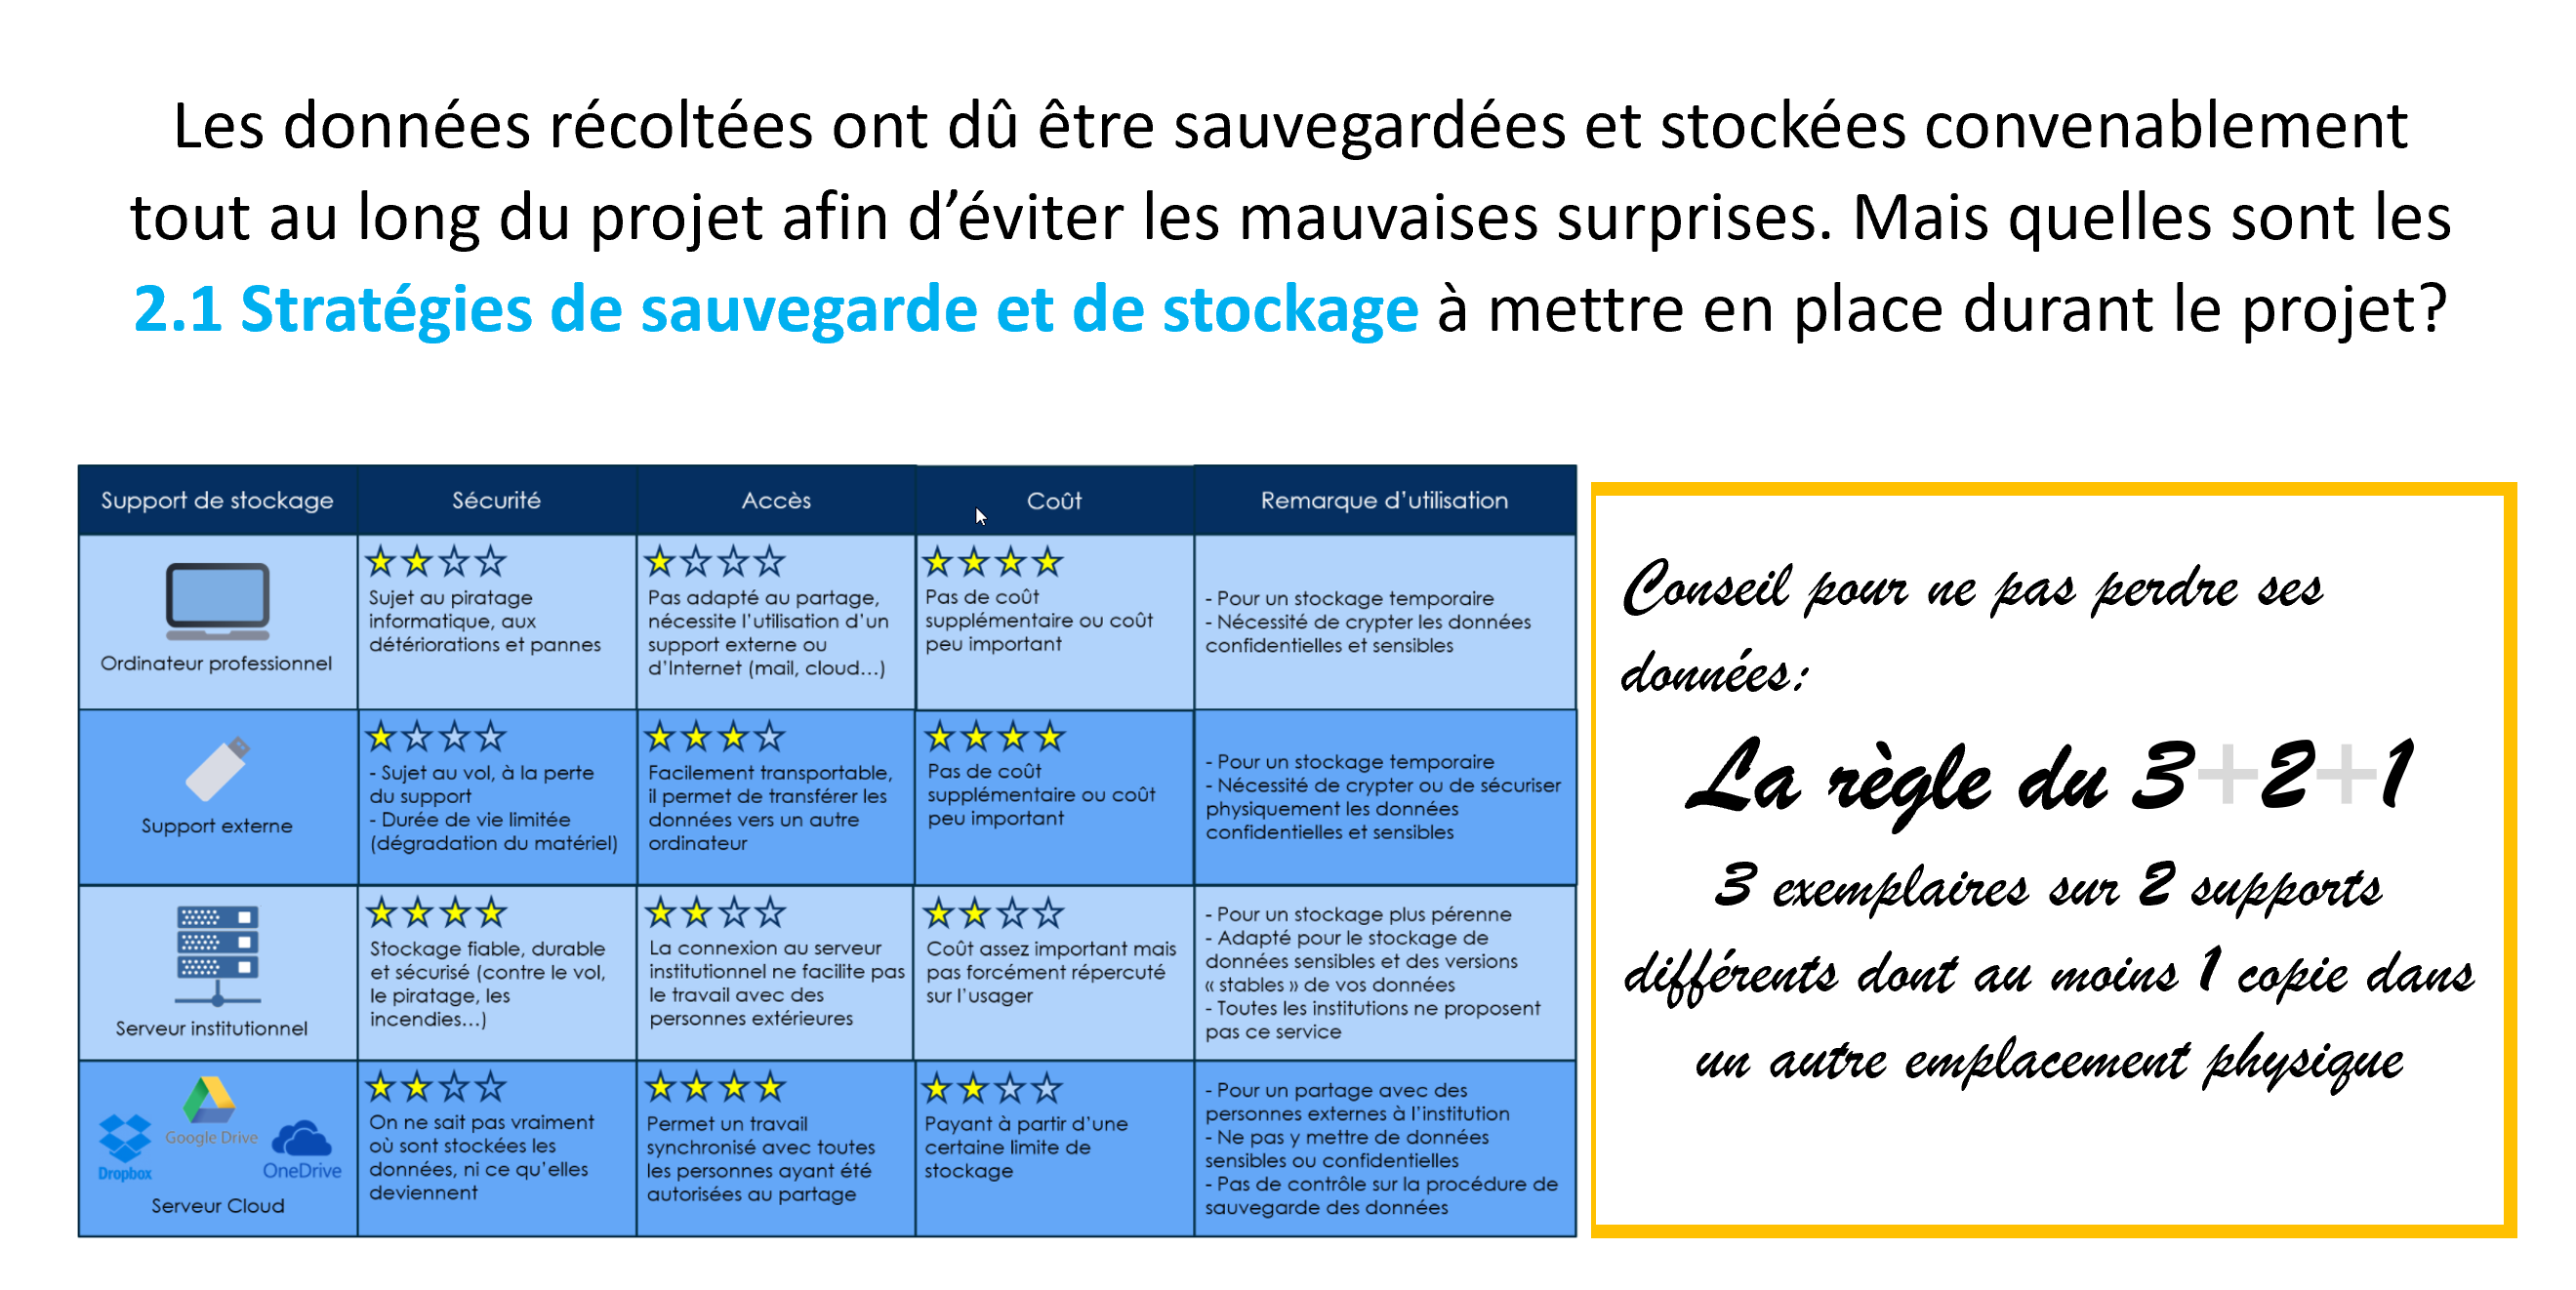 Les données récoltées ont dû être sauvegardées et stockées convenablement
tout au long du projet afin d’éviter les mauvaises surprises. Mais quelles sont les
2.1 Stratégies de sauvegarde et de stockage à mettre en place durant le projet?
Support de stockage
Sécurité
Accès
Coût
Remarque d’utilisation
Ordinateur professionnel
Sujet au piratage
informatique, aux
détériorations et pannes
Pas adapté au partage,
nécessite l’utilisation d’un
support externe ou
d’Internet (mail, cloud…)
Pas de coût
supplémentaire ou coût
peu important
- Pour un stockage temporaire
- Nécessité de crypter les données
confidentielles et sensibles
Support externe
- Sujet au vol, à la perte
du support
- Durée de vie limitée
(dégradation du matériel)
Facilement transportable,
il permet de transférer les
données vers un autre
ordinateur
Pas de coût
supplémentaire ou coût
peu important
- Pour un stockage temporaire
- Nécessité de crypter ou de sécuriser
physiquement les données
confidentielles et sensibles
Serveur institutionnel
Stockage fiable, durable
et sécurisé (contre le vol,
le piratage, les
incendies…)
La connexion au serveur
institutionnel ne facilite pas
le travail avec des
personnes extérieures
Coût assez important mais
pas forcément répercuté
sur l’usager
- Pour un stockage plus pérenne
- Adapté pour le stockage de
données sensibles et des versions
« stables » de vos données
- Toutes les institutions ne proposent
pas ce service
Dropbox
Google Drive
OneDrive
Serveur Cloud
On ne sait pas vraiment
où sont stockées les
données, ni ce qu’elles
deviennent
Permet un travail
synchronisé avec toutes
les personnes ayant été
autorisées au partage
Payant à partir d’une
certaine limite de
stockage
- Pour un partage avec des
personnes externes à l’institution
- Ne pas y mettre de données
sensibles ou confidentielles
- Pas de contrôle sur la procédure de
sauvegarde des données
Conseil pour ne pas perdre ses
données:
La règle du 3+2+1
3 exemplaires sur 2 supports
différents dont au moins 1 copie dans
un autre emplacement physique